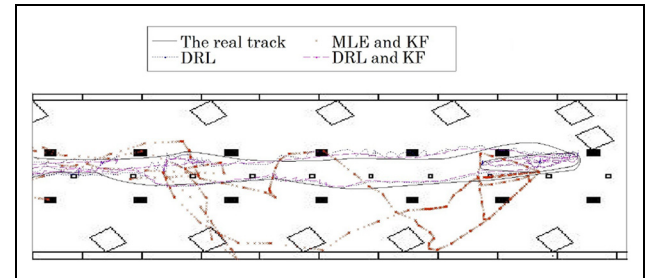 The real track
MLE and KF
DRL
DRL and KF